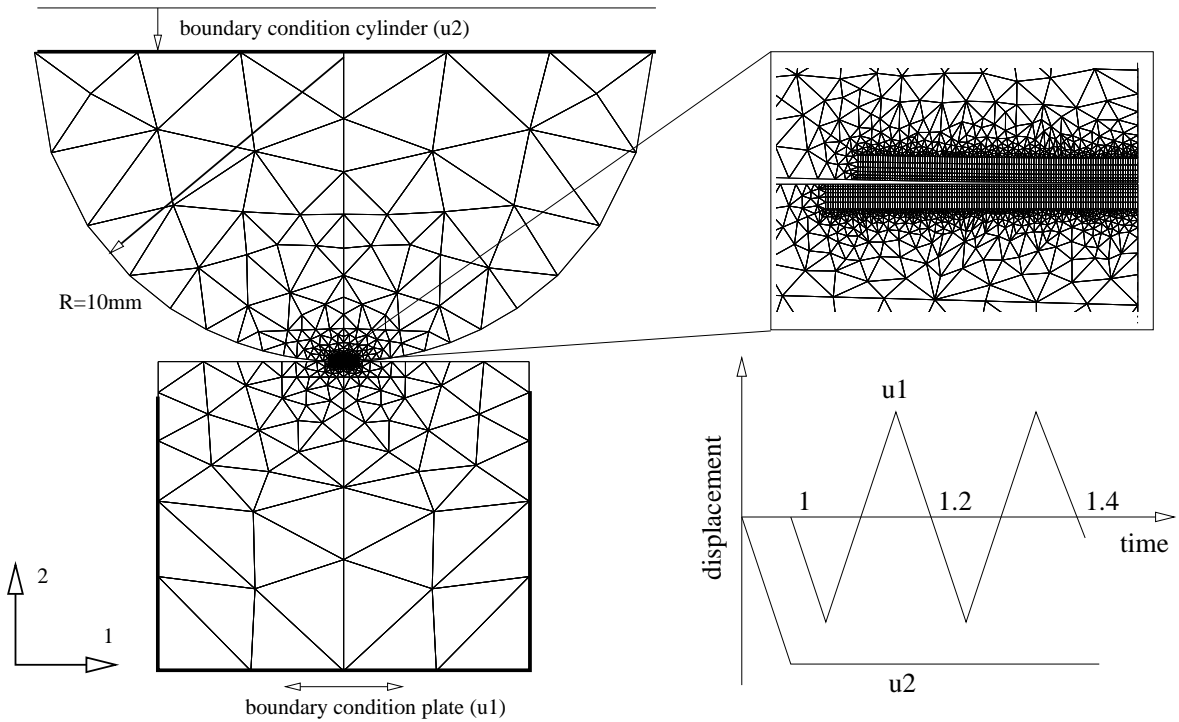 boundary condition cylinder (u2)
R=10mm
u1
displacement
1
1.2
1.4
time
u2
2
1
boundary condition plate (u1)